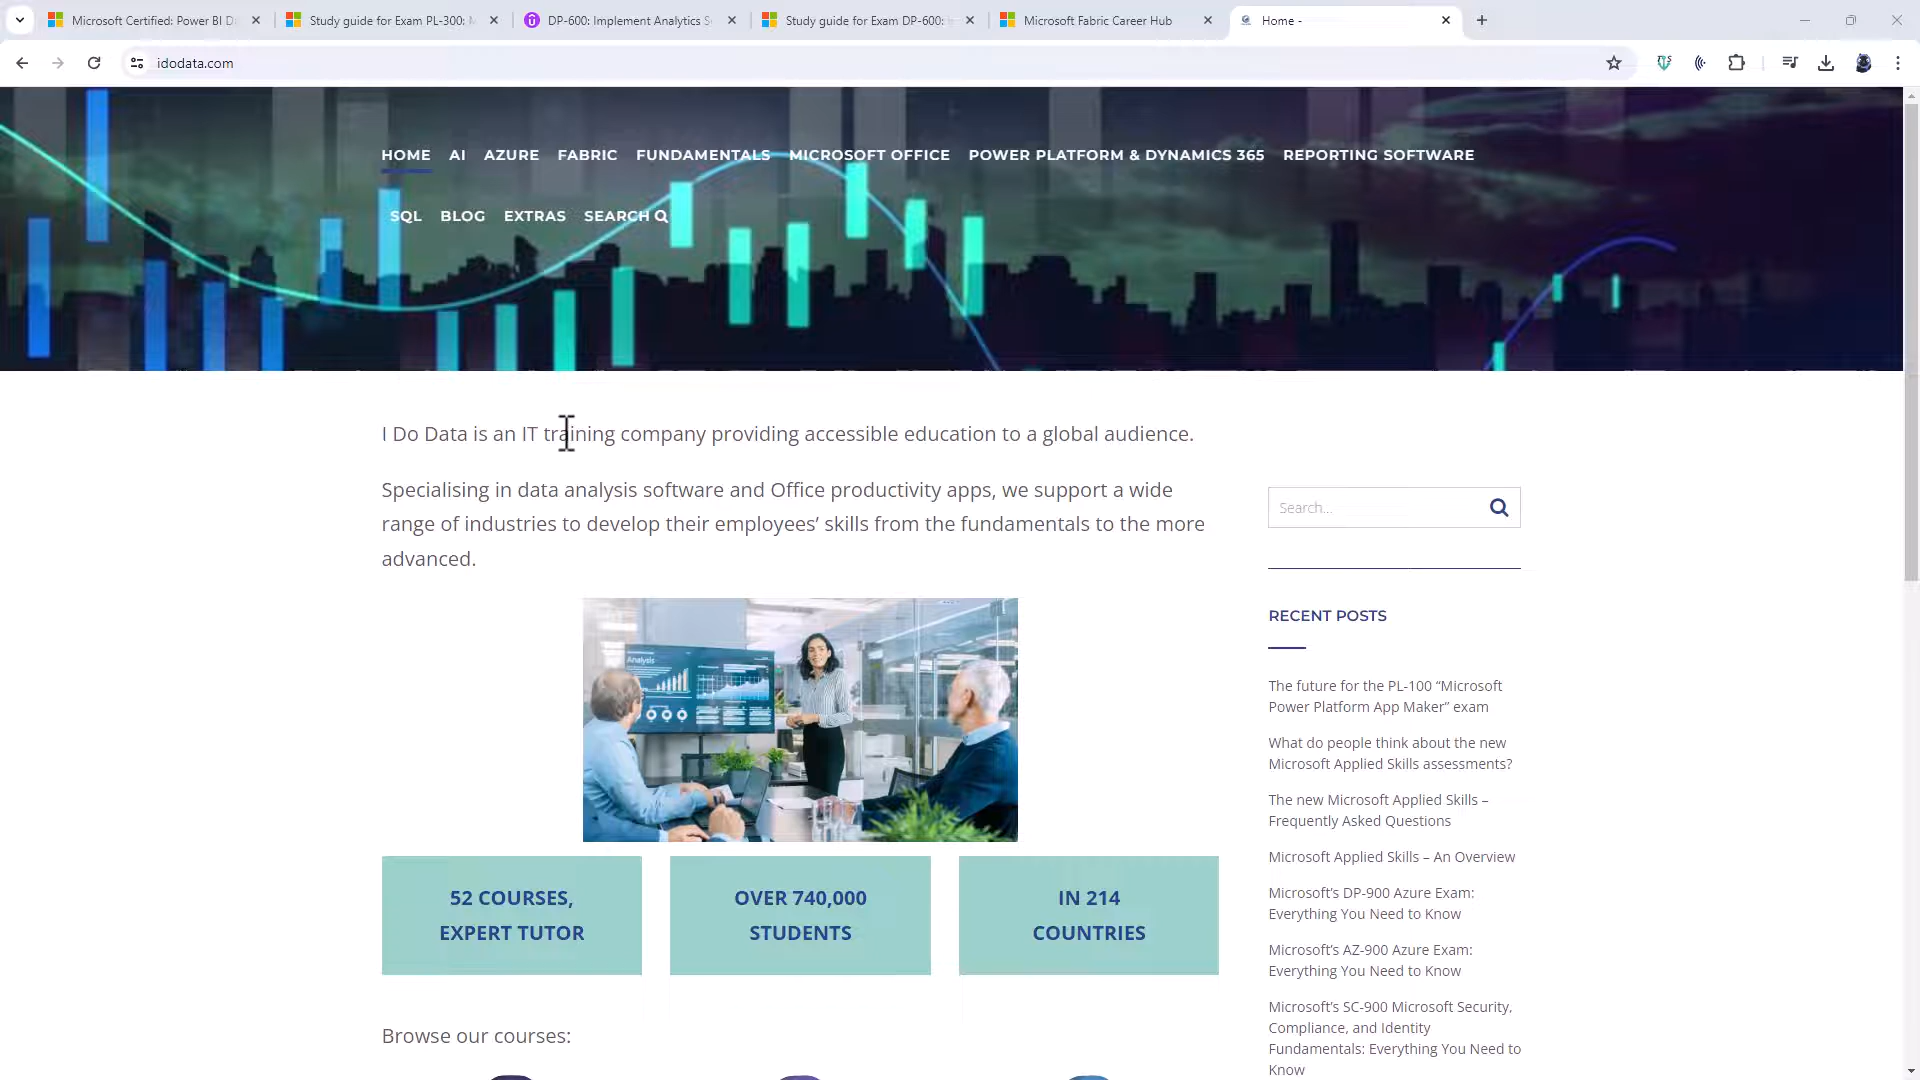 Microsoft Certified: Power BI Da
Study guide for Exam PL-300: M
DP-600: Implement Analytics S
Study guide for Exam DP-600:
Microsoft Fabric Career Hub
Home -
idodata.com
HOME AI AZURE FABRIC FUNDAMENTALS MICROSOFT OFFICE POWER PLATFORM & DYNAMICS 365 REPORTING SOFTWARE
SQL BLOG EXTRAS SEARCH
I Do Data is an IT training company providing accessible education to a global audience.
Specialising in data analysis software and Office productivity apps, we support a wide
range of industries to develop their employees’ skills from the fundamentals to the more
advanced.
Analysis
52 COURSES,
EXPERT TUTOR
OVER 740,000
STUDENTS
IN 214
COUNTRIES
Browse our courses:
Search...
RECENT POSTS
The future for the PL-100 “Microsoft
Power Platform App Maker” exam
What do people think about the new
Microsoft Applied Skills assessments?
The new Microsoft Applied Skills –
Frequently Asked Questions
Microsoft Applied Skills – An Overview
Microsoft’s DP-900 Azure Exam:
Everything You Need to Know
Microsoft’s AZ-900 Azure Exam:
Everything You Need to Know
Microsoft’s SC-900 Microsoft Security,
Compliance, and Identity
Fundamentals: Everything You Need to
Know